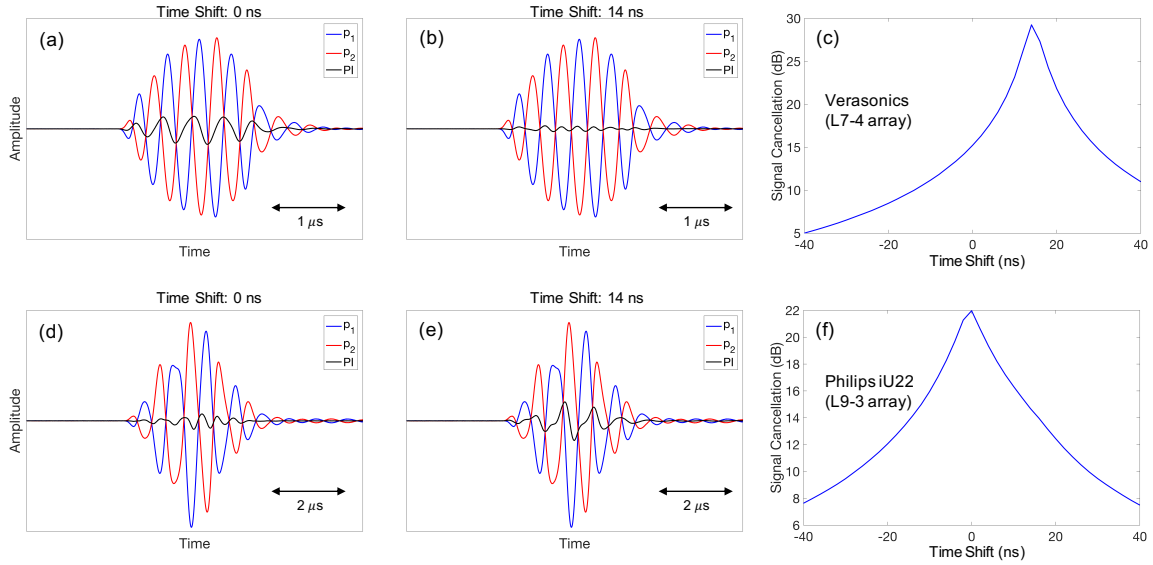 Time Shift: 0 ns
(a)
p1
p2
PI
Amplitude
1 μs
Time
Time Shift: 14 ns
(b)
p1
p2
PI
1 μs
Time
(c)
Signal Cancellation (dB)
30
25
20
15
10
5
Verasonics
(L7-4 array)
-40
-20
0
20
40
Time Shift (ns)
Time Shift: 0 ns
(d)
p1
p2
PI
Amplitude
2 μs
Time
Time Shift: 14 ns
(e)
p1
p2
PI
2 μs
Time
(f)
Signal Cancellation (dB)
22
20
18
16
14
12
10
8
6
Philips iU22
(L9-3 array)
-40
-20
0
20
40
Time Shift (ns)